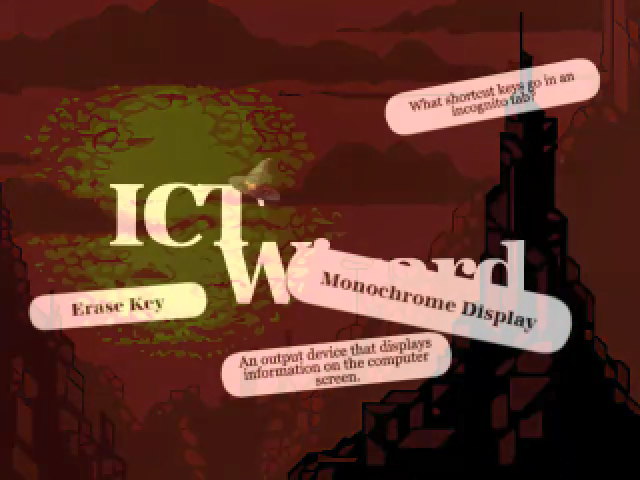 What shortcut keys go in an
incognito tab?
ICT
Erase Key
Monochrome Display
An output device that displays
information on the computer
screen.